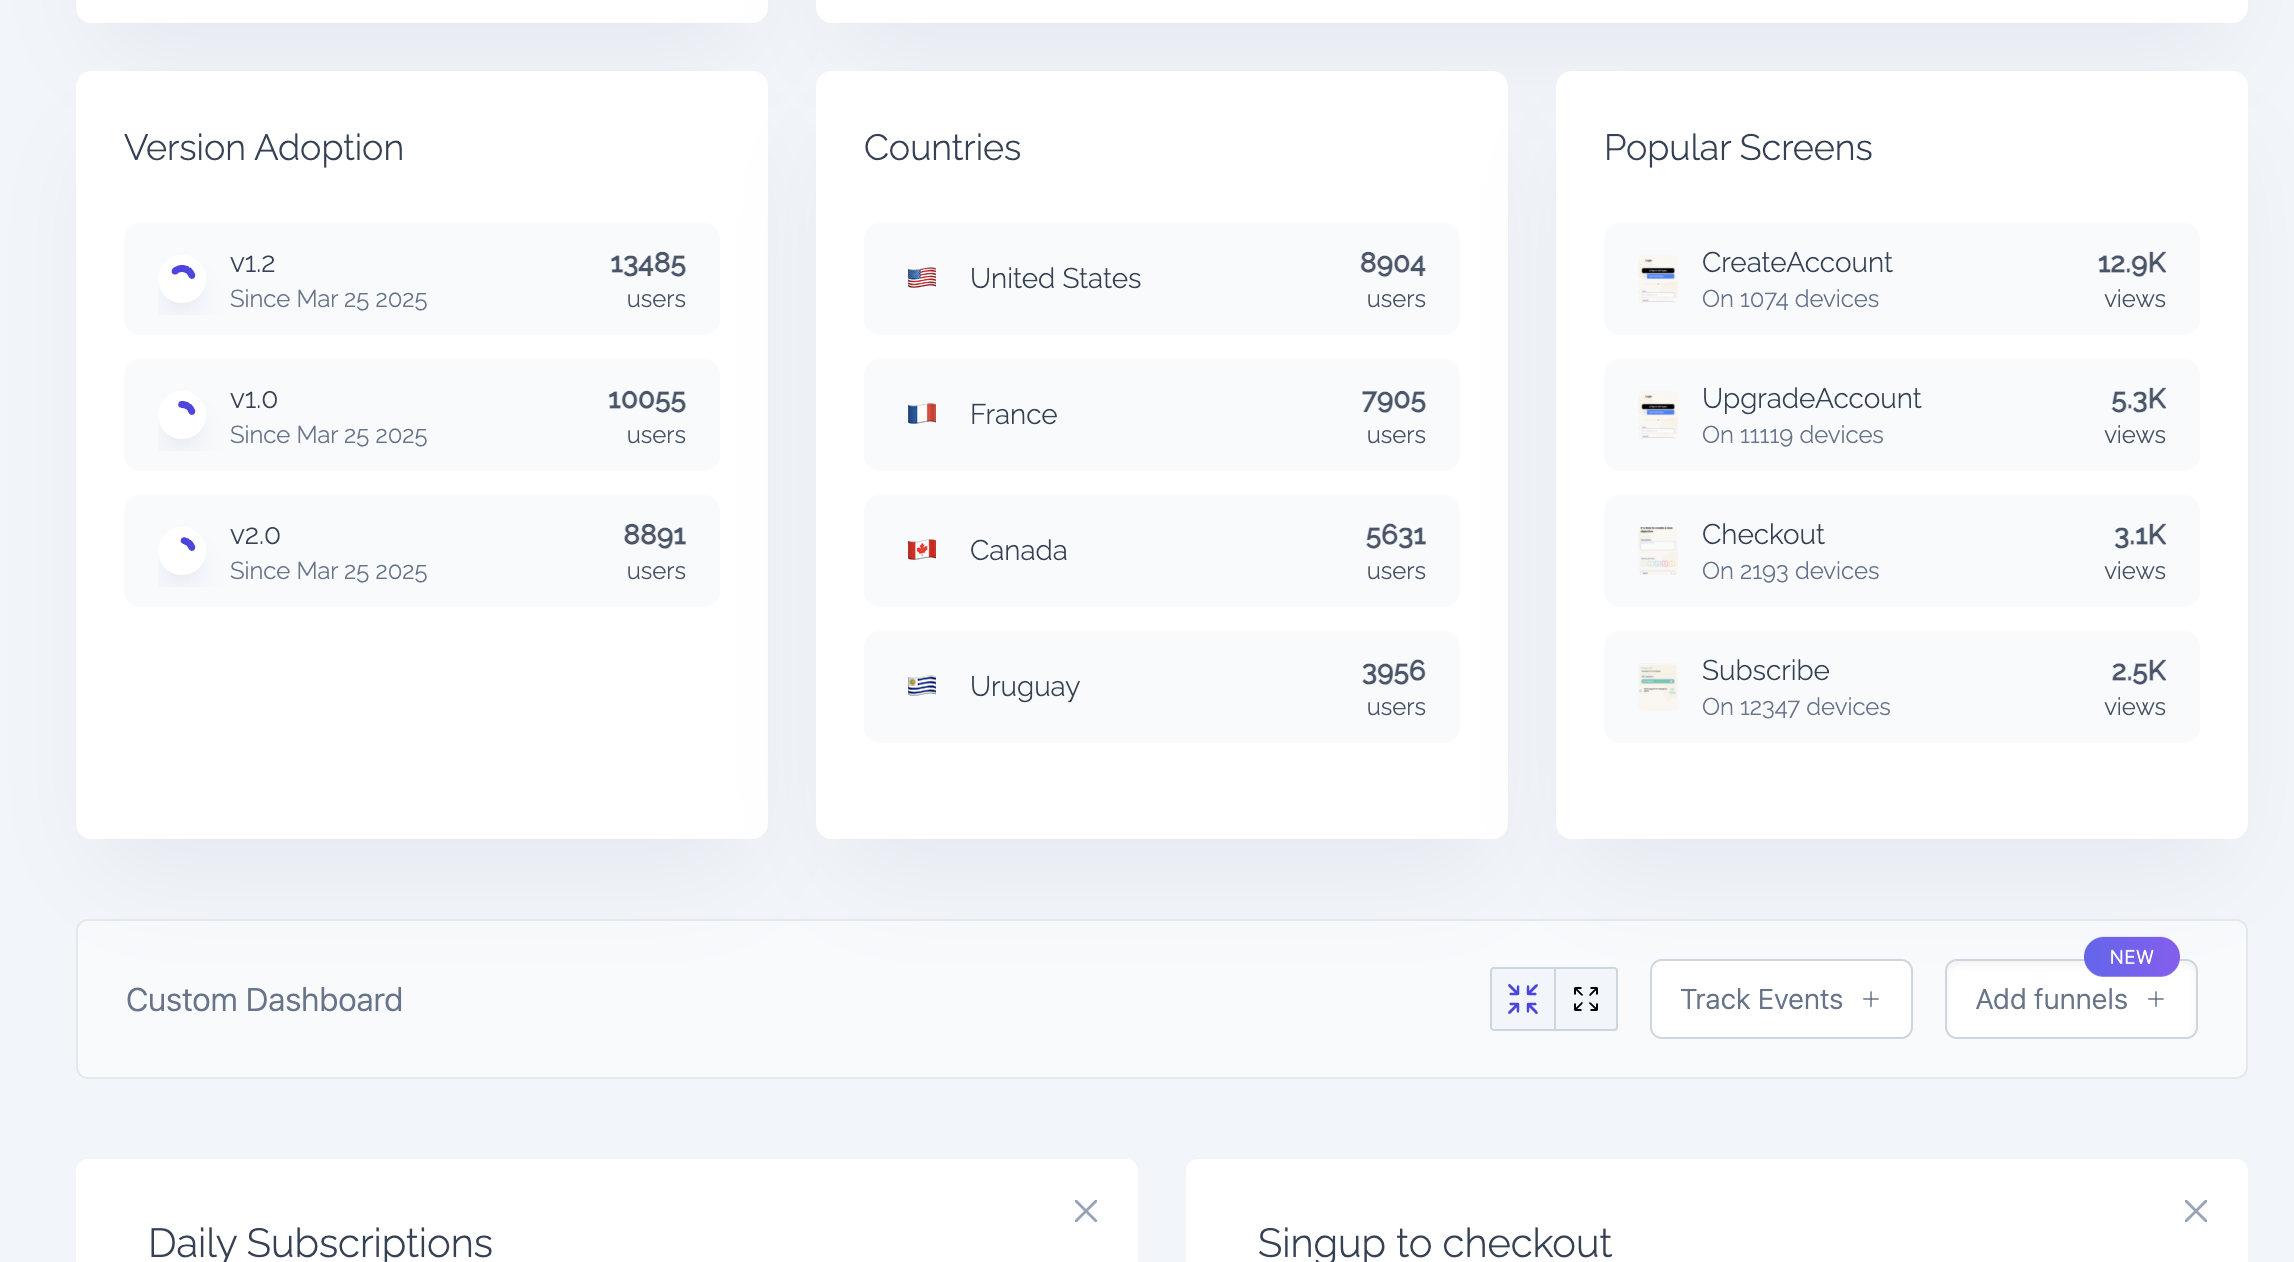 Version Adoption
v1.2
Since Mar 25 2025
13485
users
v1.0
Since Mar 25 2025
10055
users
v2.0
Since Mar 25 2025
8891
users
Countries
United States
8904
users
France
7905
users
Canada
5631
users
Uruguay
3956
users
Popular Screens
CreateAccount
On 1074 devices
12.9K
views
UpgradeAccount
On 11119 devices
5.3K
views
Checkout
On 2193 devices
3.1K
views
Subscribe
On 12347 devices
2.5K
views
Custom Dashboard
Track Events +
NEW
Add funnels +
Daily Subscriptions
Singup to checkout